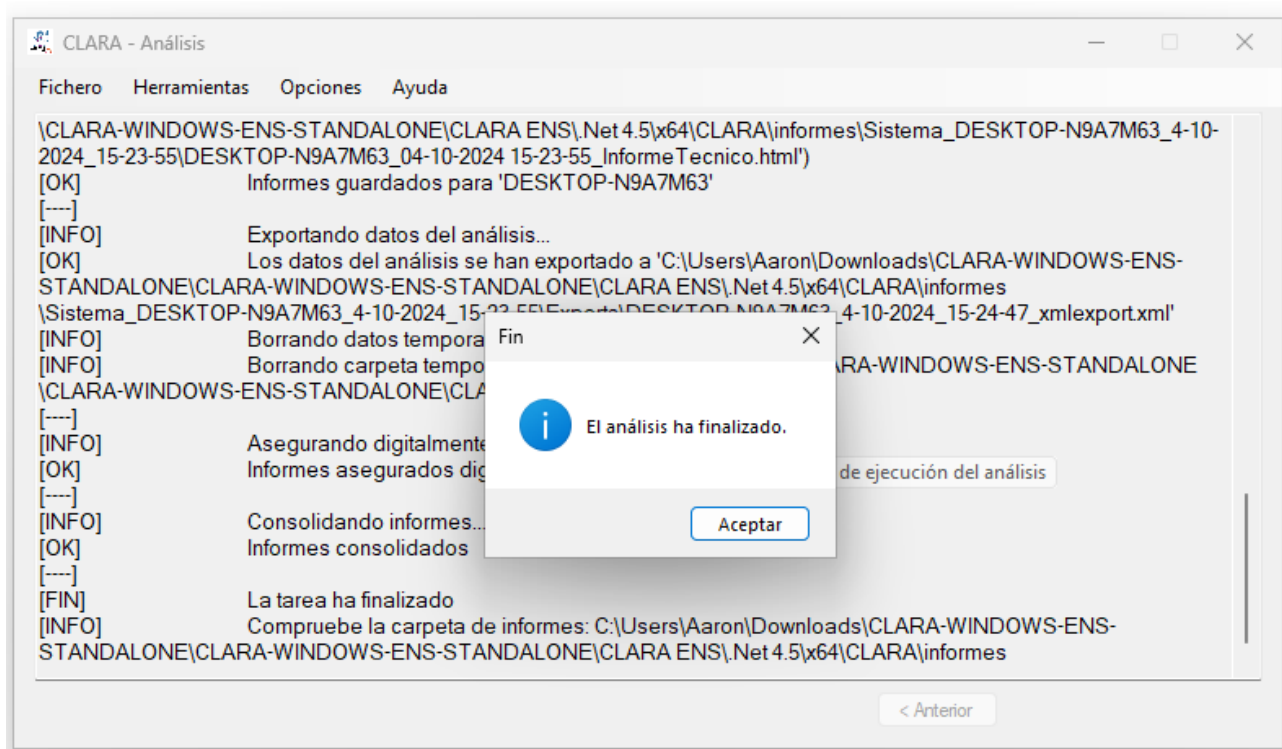 CLARA - Análisis
Fichero Herramientas Opciones Ayuda
\CLARA-WINDOWS-ENS-STANDALONE\CLARA ENS\.Net 4.5\x64\CLARA\informes\Sistema_DESKTOP-N9A7M63_4-10-
2024_15-23-55\DESKTOP-N9A7M63_04-10-2024 15-23-55_InformeTecnico.html')
[OK] Informes guardados para 'DESKTOP-N9A7M63'
[----]
[INFO] Exportando datos del análisis...
[OK] Los datos del análisis se han exportado a 'C:\Users\Aaron\Downloads\CLARA-WINDOWS-ENS-
STANDALONE\CLARA-WINDOWS-ENS-STANDALONE\CLARA ENS\.Net 4.5\x64\CLARA\informes
\Sistema_DESKTOP-N9A7M63_4-10-2024_15-23-55\Exports\DESKTOP-N9A7M63_4-10-2024_15-24-47_xmlexport.xml'
[INFO] Borrando datos tempora
[INFO] Borrando carpeta tempo RA-WINDOWS-ENS-STANDALONE
\CLARA-WINDOWS-ENS-STANDALONE\CLA
[----]
[INFO] Asegurando digitalmente
[OK] Informes asegurados dig
[----]
[INFO] Consolidando informes...
[OK] Informes consolidados
[----]
[FIN] La tarea ha finalizado
[INFO] Compruebe la carpeta de informes: C:\Users\Aaron\Downloads\CLARA-WINDOWS-ENS-
STANDALONE\CLARA-WINDOWS-ENS-STANDALONE\CLARA ENS\.Net 4.5\x64\CLARA\informes
Fin
El análisis ha finalizado.
Aceptar
de ejecución del análisis
< Anterior